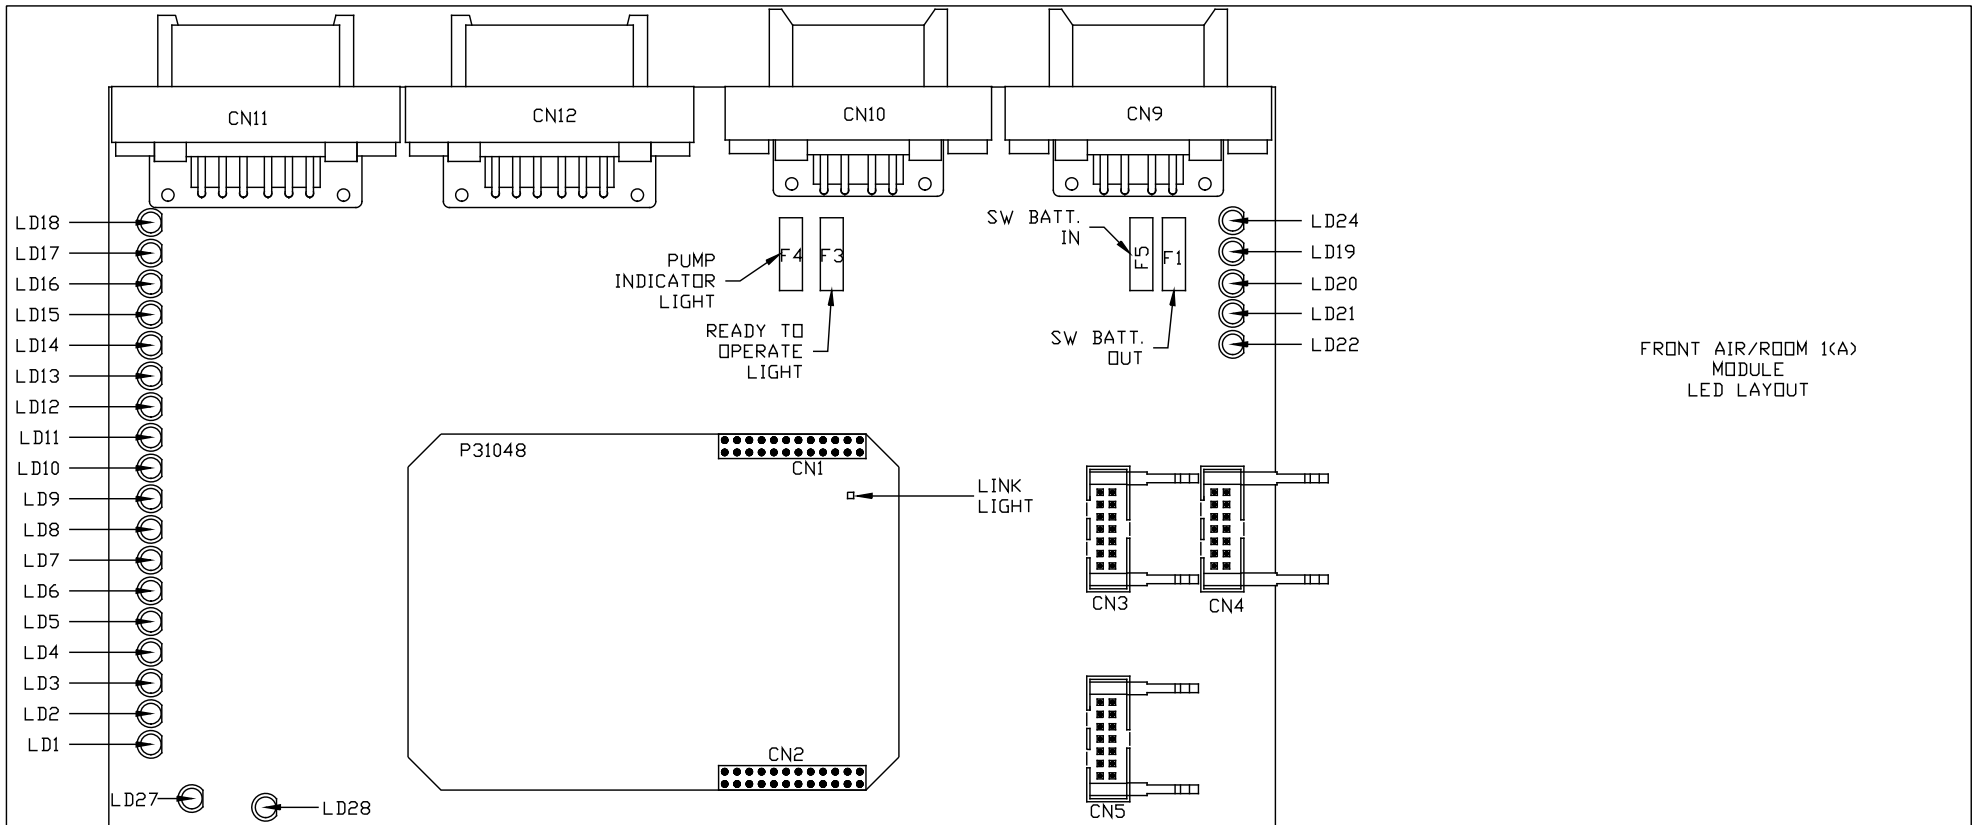 CN11
CN12
CN10
CN9
LD18
LD17
LD16
LD15
LD14
LD13
LD12
LD11
LD10
LD9
LD8
LD7
LD6
LD5
LD4
LD3
LD2
LD1
LD27
LD28
PUMP
INDICATOR
LIGHT
F4
F3
READY TO
OPERATE
LIGHT
SW BATT.
IN
F5
F1
SW BATT.
OUT
LD24
LD19
LD20
LD21
LD22
FRONT AIR/ROOM 1(A)
MODULE
LED LAYOUT
P31048
CN1
LINK
LIGHT
CN2
CN3
CN4
CN5